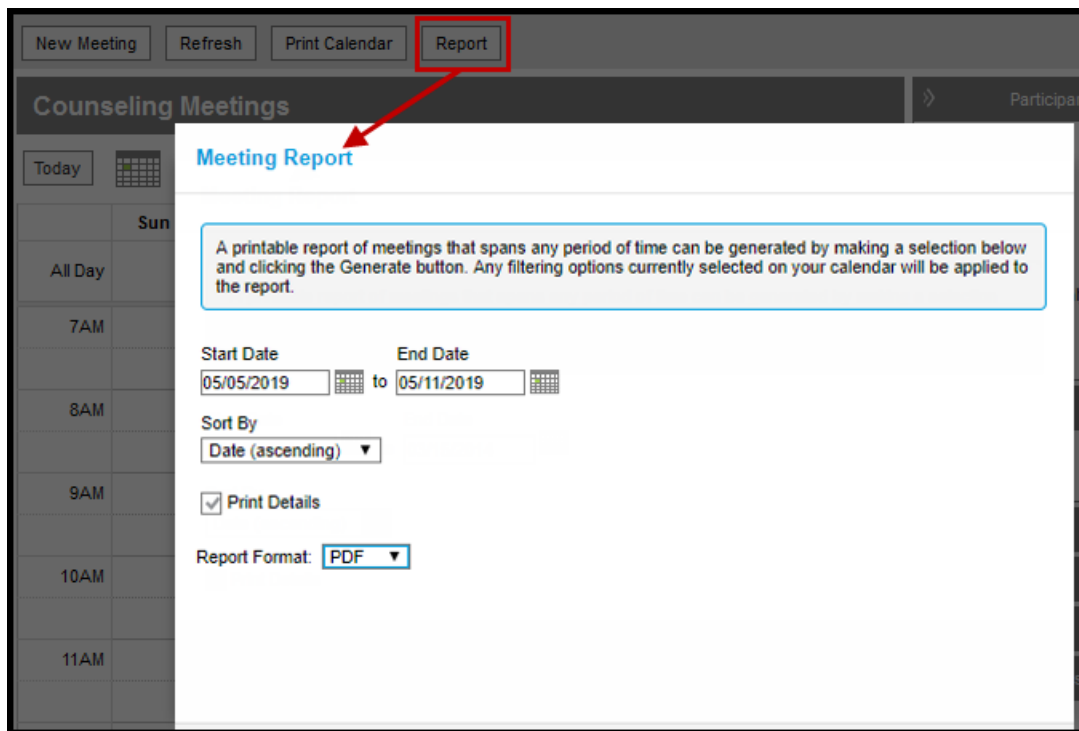 New Meeting Refresh Print Calendar Report
Counseling Meetings
Today
Sun
All Day
7AM
8AM
9AM
10AM
11AM
Meeting Report
A printable report of meetings that spans any period of time can be generated by making a selection below
and clicking the Generate button. Any filtering options currently selected on your calendar will be applied to
the report.
Start Date End Date
05/05/2019 to 05/11/2019
Sort By
Date (ascending)
Print Details
Report Format: PDF